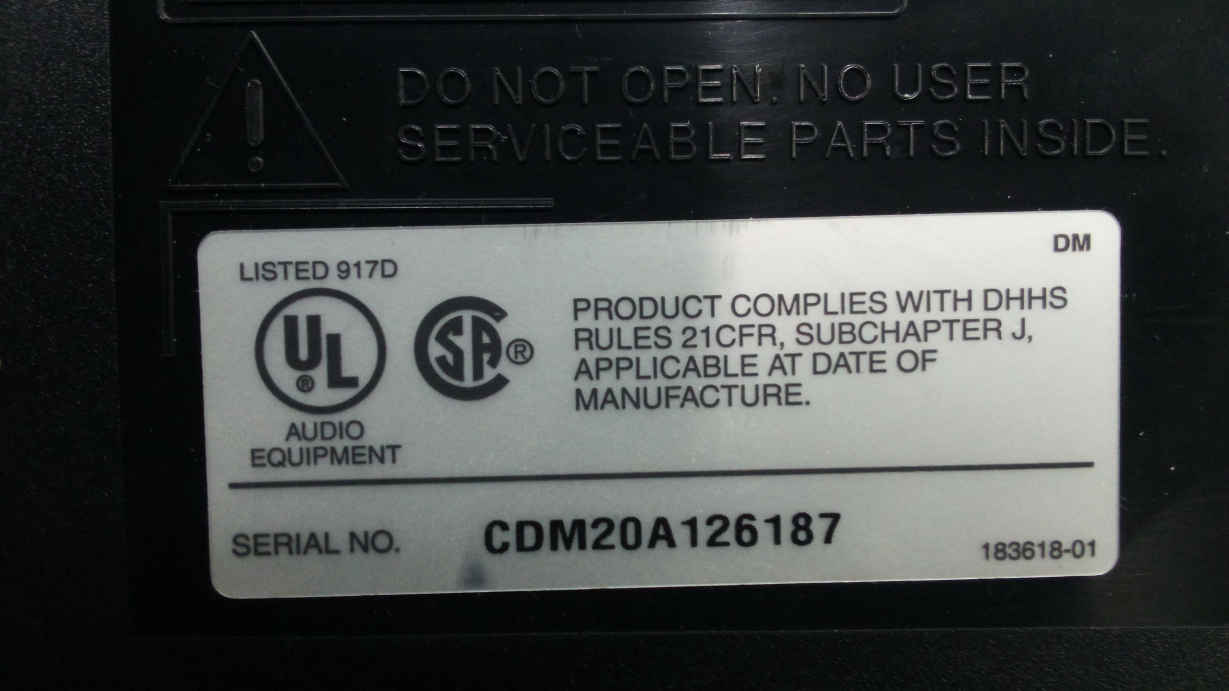 DO NOT OPEN. NO USER
SERVICEABLE PARTS INSIDE.
DM
LISTED 917D
UL ®
AUDIO
EQUIPMENT
SA ®
PRODUCT COMPLIES WITH DHHS
RULES 21CFR, SUBCHAPTER J,
APPLICABLE AT DATE OF
MANUFACTURE.
SERIAL NO. CDM20A126187
183618-01